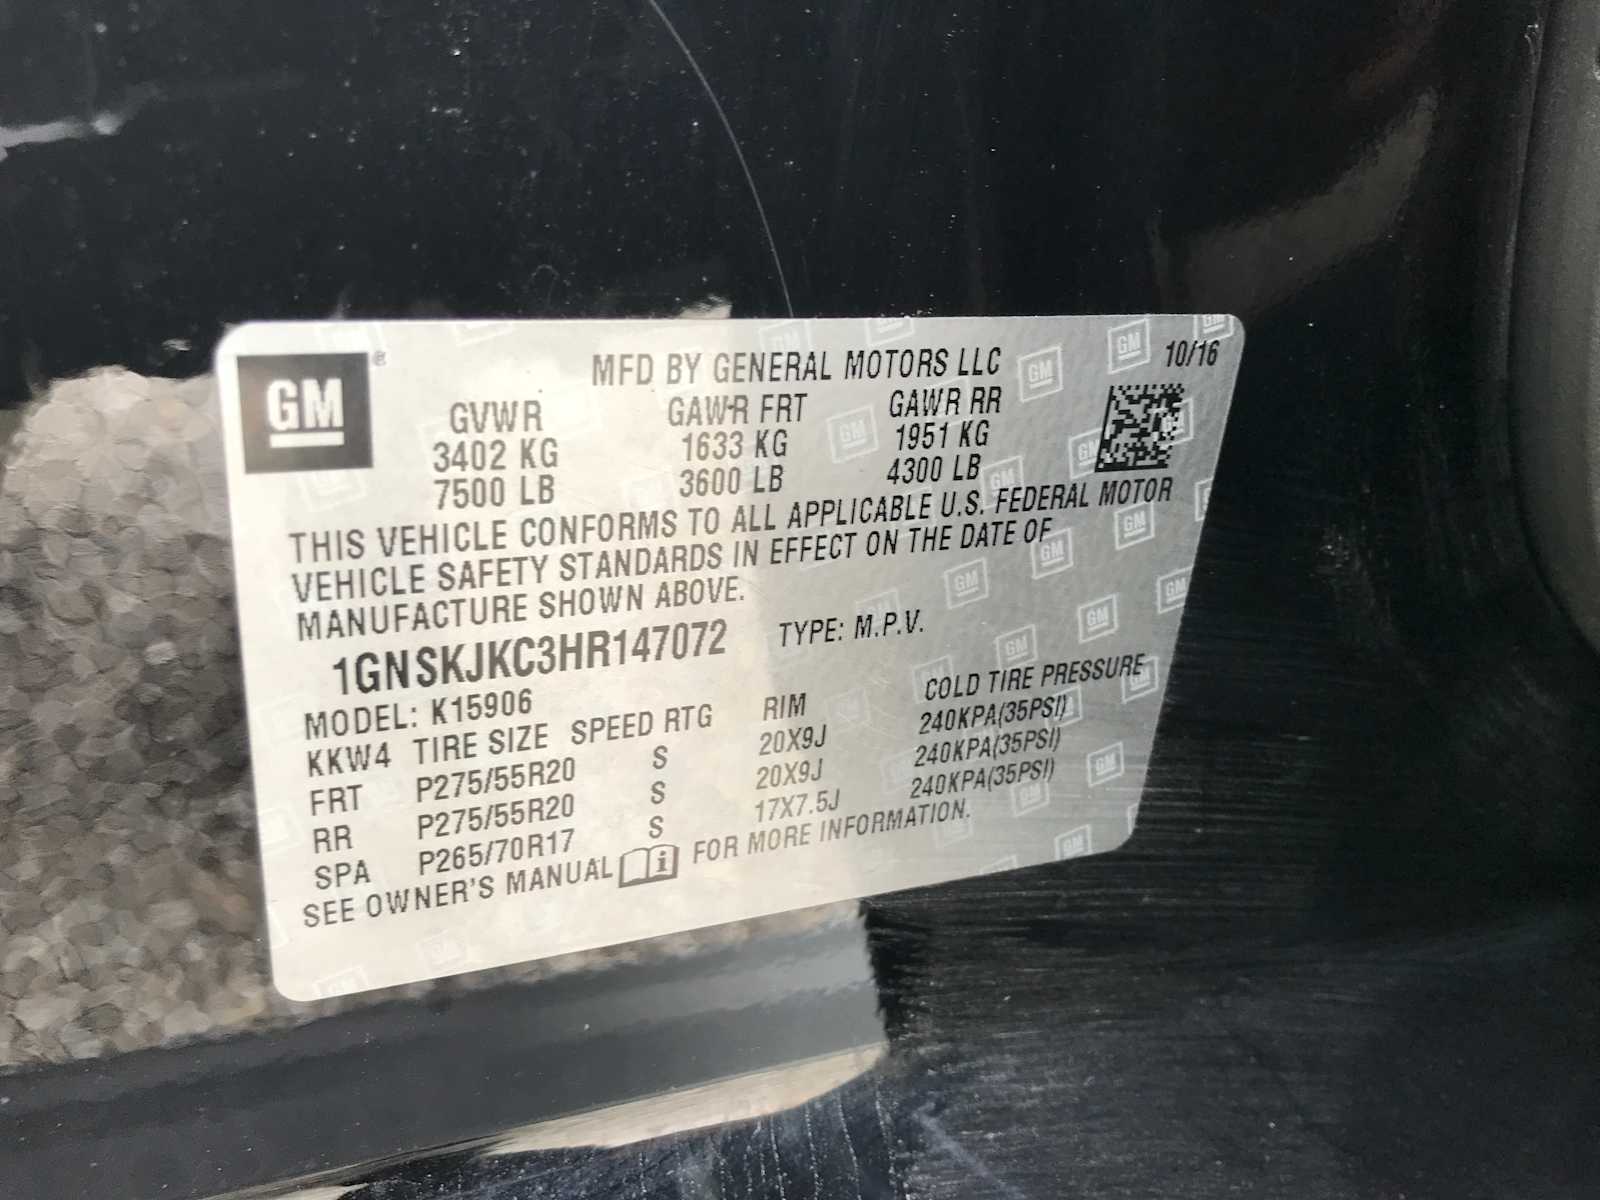 GM ®
MFD BY GENERAL MOTORS LLC 10/16
GVWR GAWR FRT GAWR RR
3402 KG 1633 KG 1951 KG
7500 LB 3600 LB 4300 LB
THIS VEHICLE CONFORMS TO ALL APPLICABLE U.S. FEDERAL MOTOR
VEHICLE SAFETY STANDARDS IN EFFECT ON THE DATE OF
MANUFACTURE SHOWN ABOVE.
1GNSKJKC3HR147072 TYPE: M.P.V.
MODEL: K15906
KKW4 TIRE SIZE SPEED RTG RIM COLD TIRE PRESSURE
FRT P275/55R20 S 20X9J 240KPA(35PSI)
RR P275/55R20 S 20X9J 240KPA(35PSI)
SPA P265/70R17 S 17X7.5J 240KPA(35PSI)
SEE OWNER'S MANUAL i FOR MORE INFORMATION.